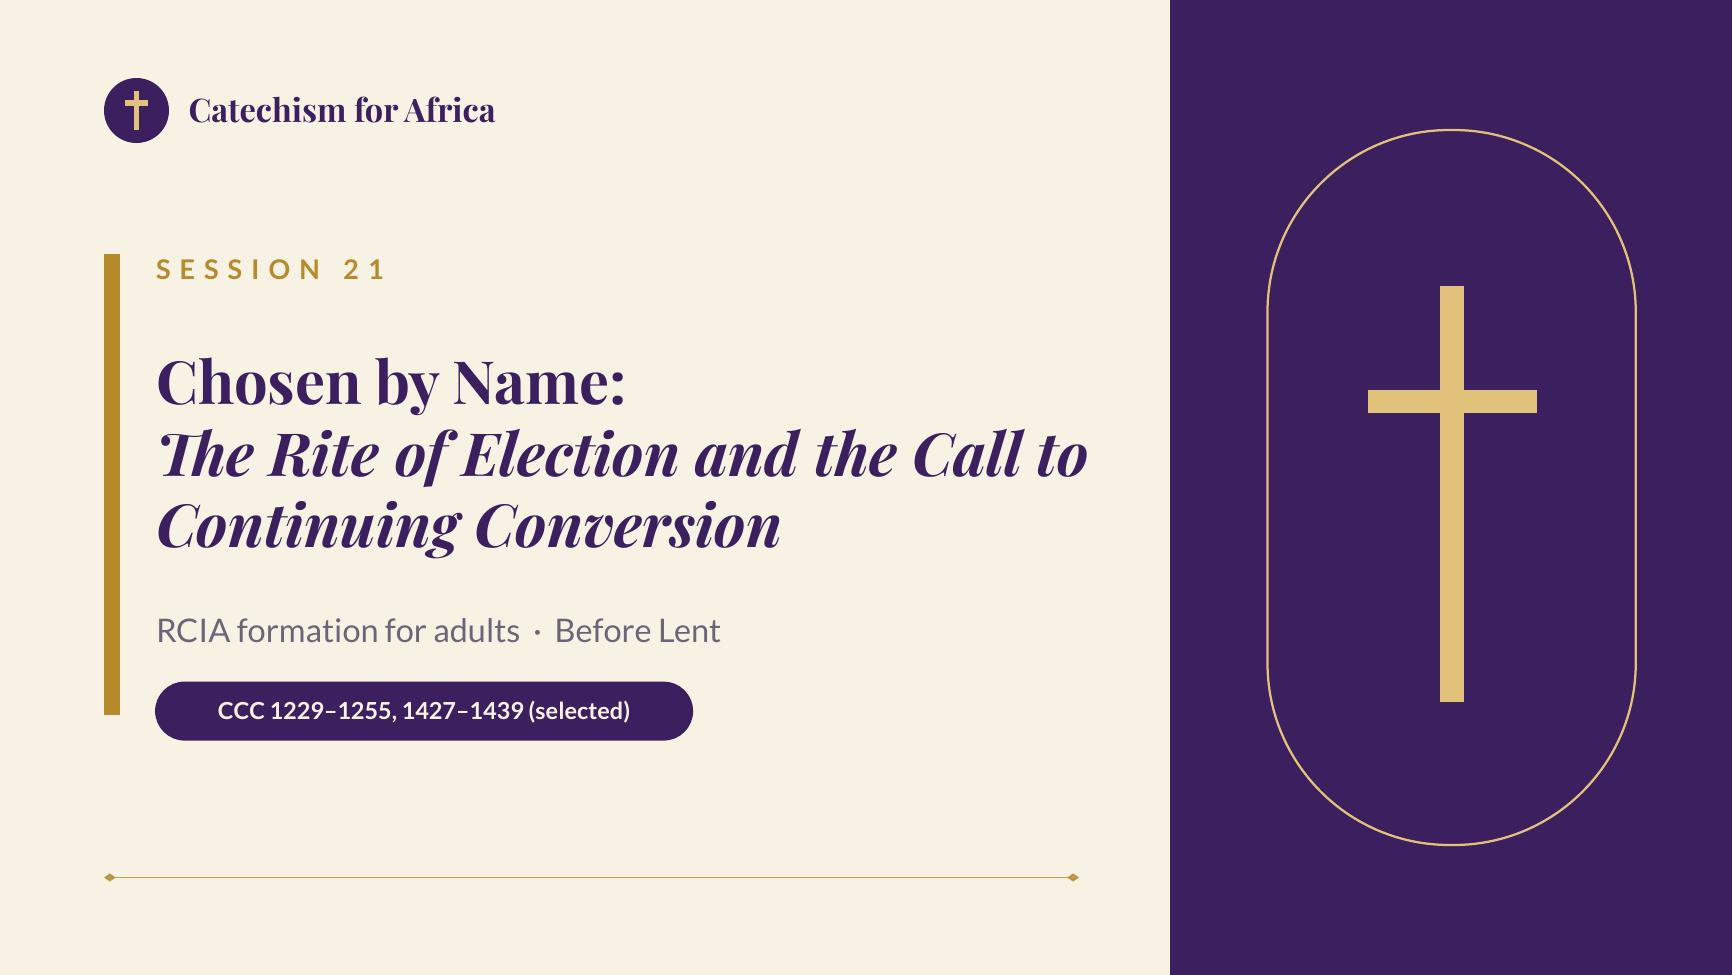 Catechism for Africa
SESSION 21
Chosen by Name:
The Rite of Election and the Call to
Continuing Conversion
RCIA formation for adults · Before Lent
CCC 1229–1255, 1427–1439 (selected)